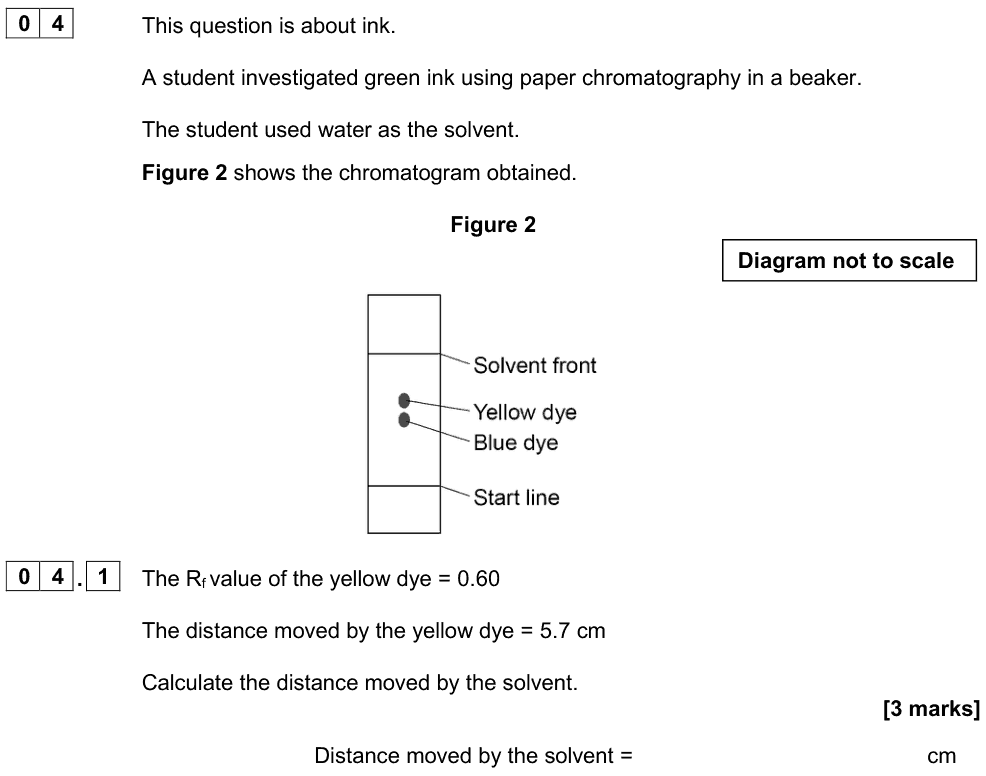 0 4 This question is about ink.
A student investigated green ink using paper chromatography in a beaker.
The student used water as the solvent.
Figure 2 shows the chromatogram obtained.
Figure 2
Diagram not to scale
Solvent front
Yellow dye
Blue dye
Start line
0 4 . 1 The Rf value of the yellow dye = 0.60
The distance moved by the yellow dye = 5.7 cm
Calculate the distance moved by the solvent.
[3 marks]
Distance moved by the solvent = cm